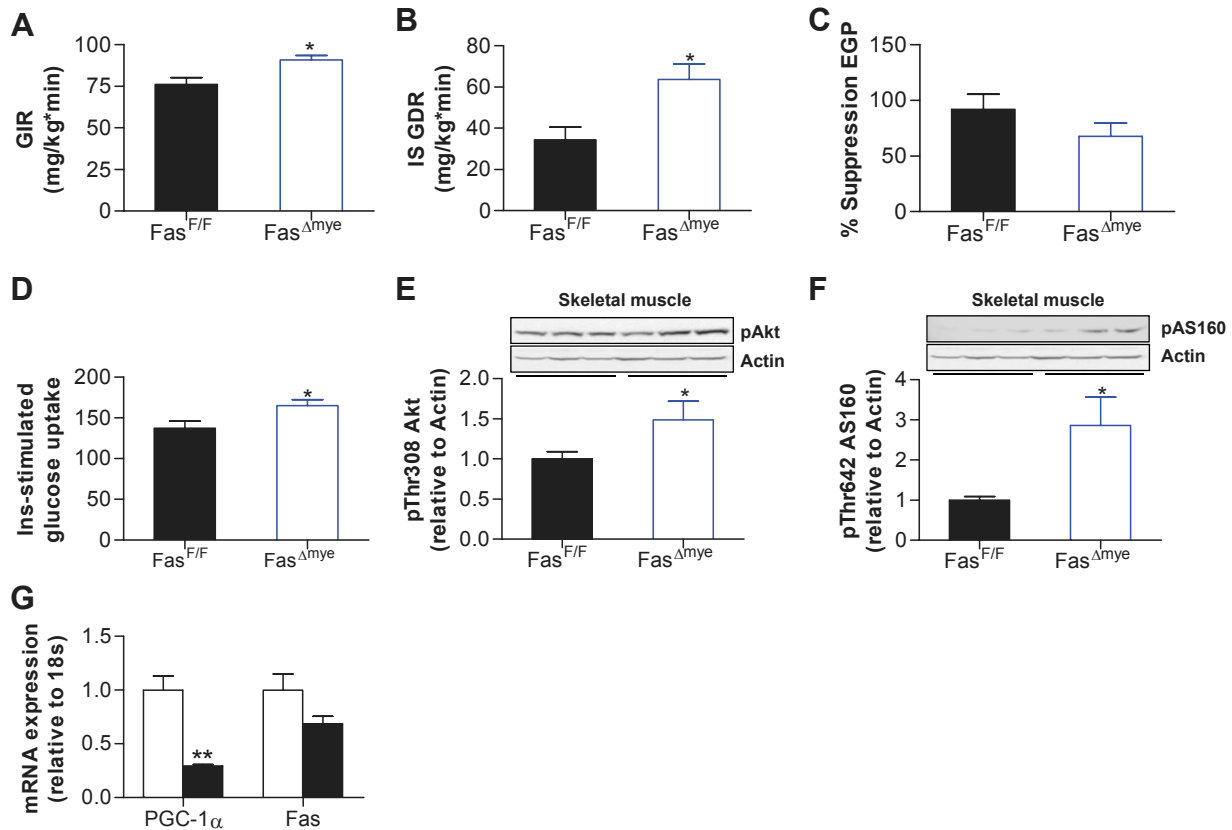 A
GIR
(mg/kg*min)
100
75
50
25
0
*
Fas^F/F
Fas^Δmye
B
IS GDR
(mg/kg*min)
80
60
40
20
0
*
Fas^F/F
Fas^Δmye
C
% Suppression EGP
150
100
50
0
Fas^F/F
Fas^Δmye
D
Ins-stimulated
glucose uptake
200
150
100
50
0
*
Fas^F/F
Fas^Δmye
E
Skeletal muscle
pAkt
Actin
pThr308 Akt
(relative to Actin)
2.0
1.5
1.0
0.5
0.0
*
Fas^F/F
Fas^Δmye
F
Skeletal muscle
pAS160
Actin
pThr642 AS160
(relative to Actin)
4
3
2
1
0
*
Fas^F/F
Fas^Δmye
G
mRNA expression
(relative to 18s)
1.5
1.0
0.5
0.0
**
PGC-1α
Fas